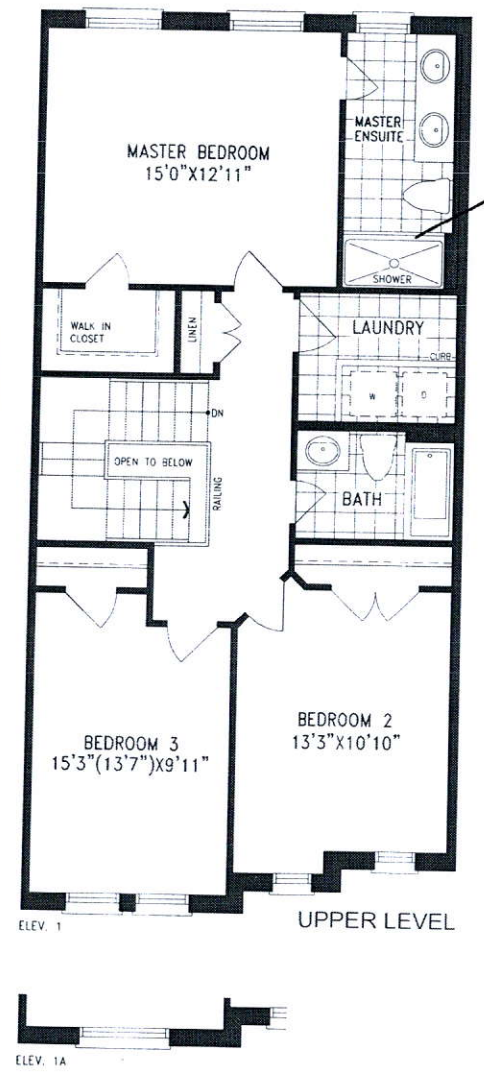 MASTER BEDROOM
15'0"X12'11"
MASTER
ENSUITE
SHOWER
WALK IN
CLOSET
LINEN
LAUNDRY
CURB
W
D
DN
OPEN TO BELOW
RAILING
BATH
BEDROOM 3
15'3"(13'7")X9'11"
BEDROOM 2
13'3"X10'10"
ELEV. 1
UPPER LEVEL
ELEV. 1A